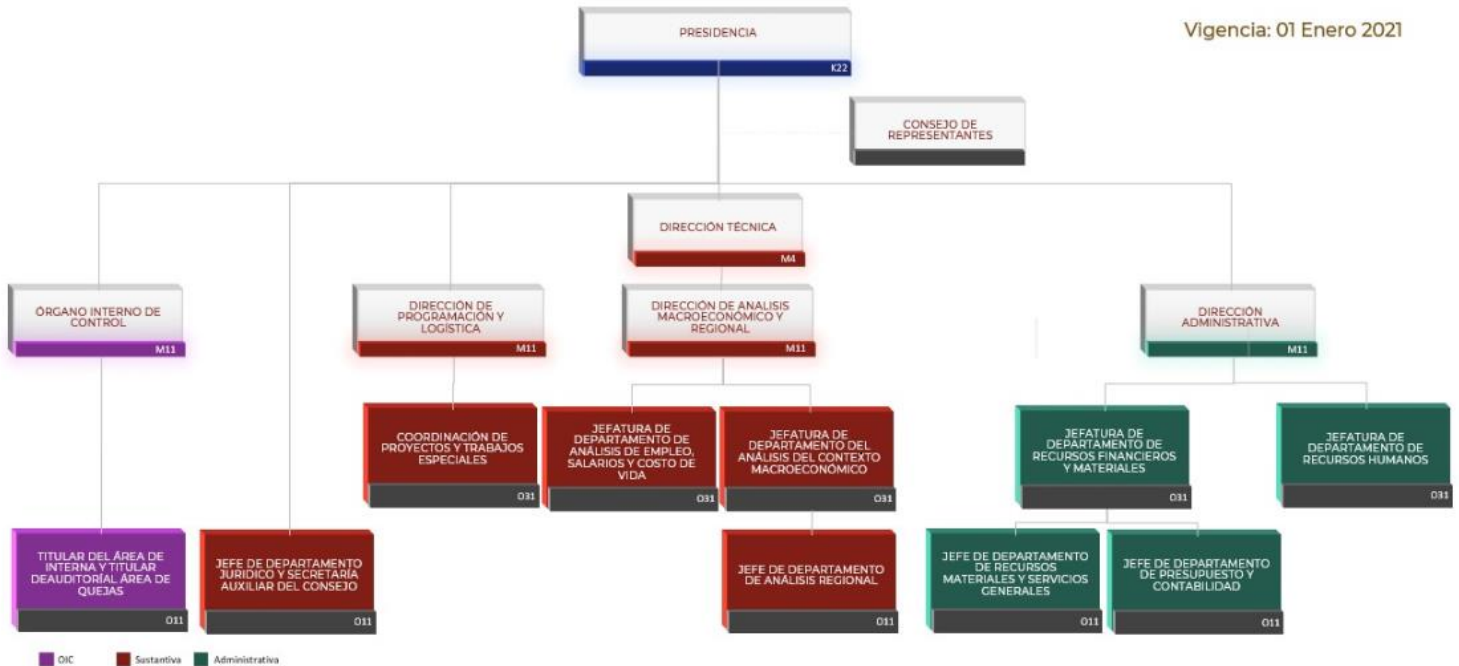 Vigencia: 01 Enero 2021
PRESIDENCIA
K22
CONSEJO DE
REPRESENTANTES
DIRECCIÓN TÉCNICA
M4
ÓRGANO INTERNO DE
CONTROL
M11
DIRECCIÓN DE
PROGRAMACIÓN Y
LOGÍSTICA
M11
DIRECCIÓN DE ANALISIS
MACROECONÓMICO Y
REGIONAL
M11
DIRECCIÓN
ADMINISTRATIVA
M11
COORDINACIÓN DE
PROYECTOS Y TRABAJOS
ESPECIALES
O31
JEFATURA DE
DEPARTAMENTO DE
ANÁLISIS DE EMPLEO,
SALARIOS Y COSTO DE
VIDA
O31
JEFATURA DE
DEPARTAMENTO DEL
ANÁLISIS DEL CONTEXTO
MACROECONÓMICO
O31
JEFATURA DE
DEPARTAMENTO DE
RECURSOS FINANCIEROS
Y MATERIALES
O31
JEFATURA DE
DEPARTAMENTO DE
RECURSOS HUMANOS
O31
TITULAR DEL ÁREA DE
INTERNA Y TITULAR
DEAUDITORÍAL ÁREA DE
QUEJAS
O11
JEFE DE DEPARTAMENTO
JURIDICO Y SECRETARÍA
AUXILIAR DEL CONSEJO
O11
JEFE DE DEPARTAMENTO
DE ANÁLISIS REGIONAL
O11
JEFE DE DEPARTAMENTO
DE RECURSOS
MATERIALES Y SERVICIOS
GENERALES
O11
JEFE DE DEPARTAMENTO
DE PRESUPUESTO Y
CONTABILIDAD
O11
OIC
Sustantiva
Administrativa